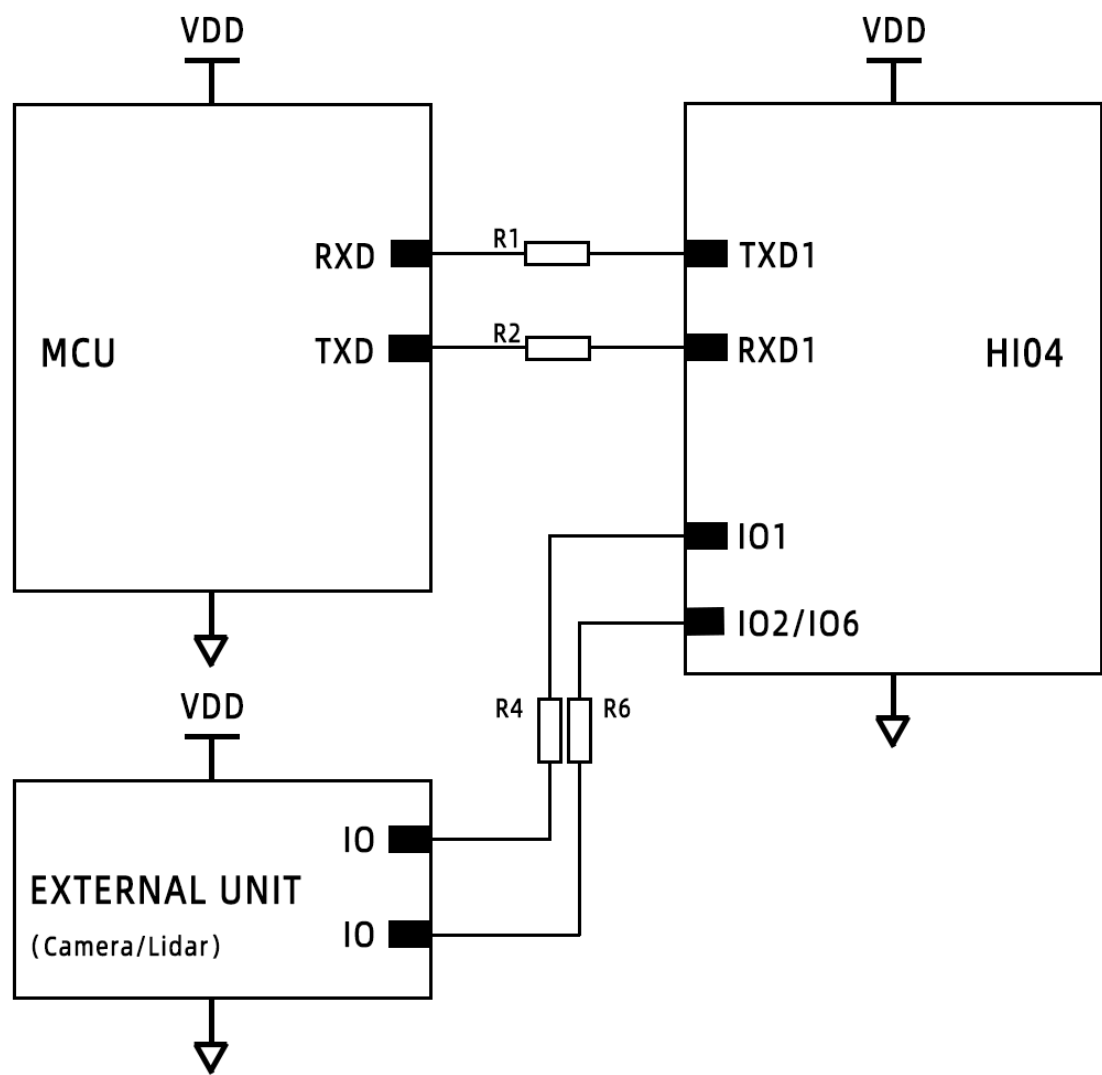 VDD
VDD
RXD
R1
TXD1
MCU
TXD
R2
RXD1
HI04
IO1
IO2/IO6
VDD
R4
R6
IO
EXTERNAL UNIT
(Camera/Lidar)
IO